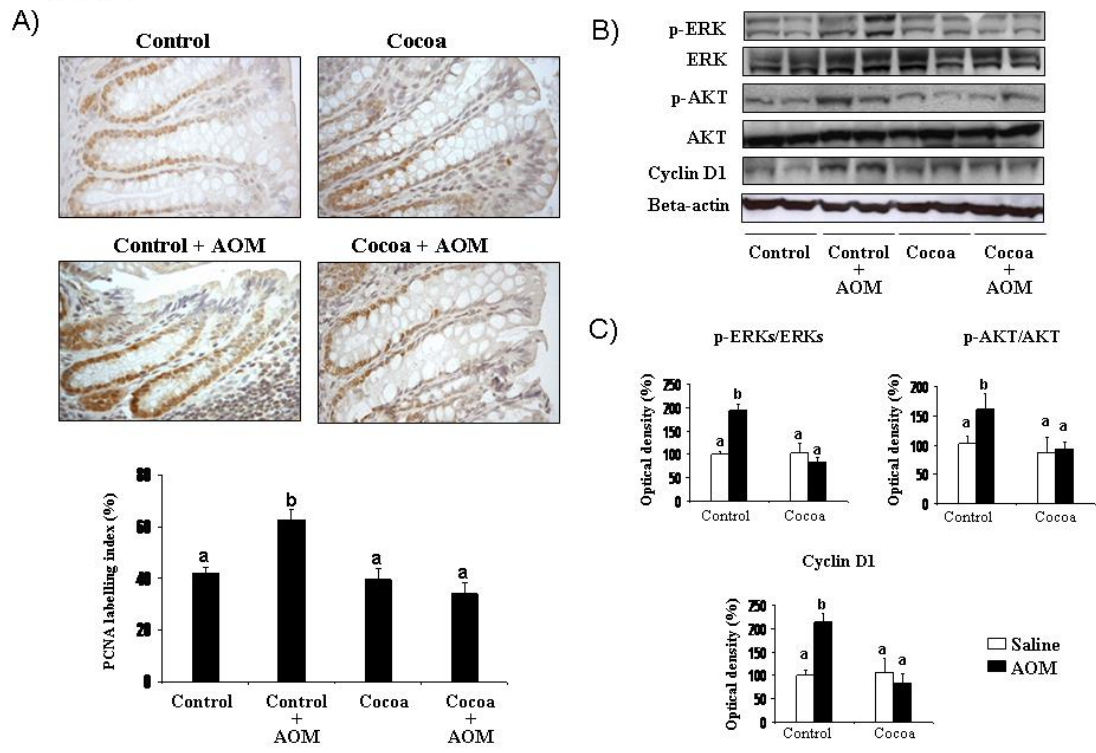 A)
Control
Cocoa
Control + AOM
Cocoa + AOM
PCNA labelling index (%)
80
60
40
20
0
a
b
a
a
Control
Control
+
AOM
Cocoa
Cocoa
+
AOM
B)
p-ERK
ERK
p-AKT
AKT
Cyclin D1
Beta-actin
Control
Control
+
AOM
Cocoa
Cocoa
+
AOM
C)
p-ERKs/ERKs
Optical density (%)
250
200
150
100
50
0
a
b
a
a
Control
Cocoa
p-AKT/AKT
Optical density (%)
200
150
100
50
0
a
b
a
a
Control
Cocoa
Cyclin D1
Optical density (%)
250
200
150
100
50
0
a
b
a
a
Control
Cocoa
Saline
AOM